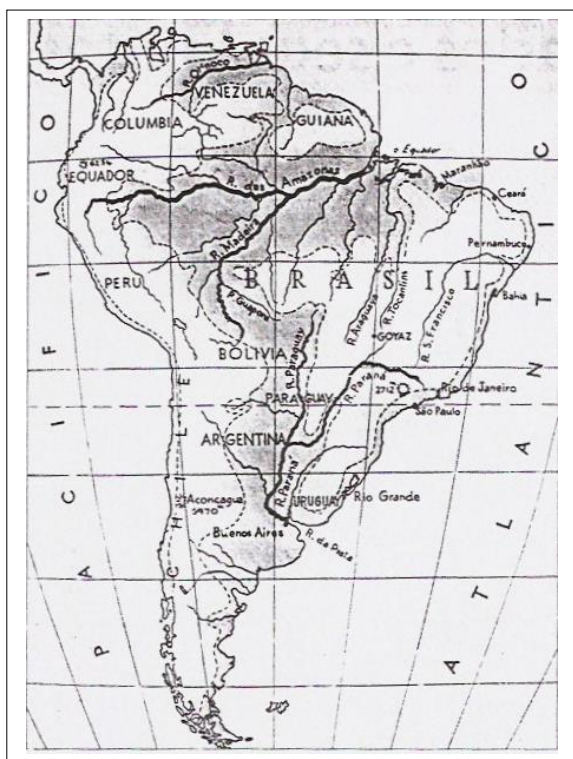 R. Orinoco
VENEZUELA
COLUMBIA
GUIANA
EQUADOR
Equador
R. das Amazonas
Pará
Maranhão
Ceará
Pernambuco
R. Madeira
BRASIL
PERU
R. Guaporé
Bahia
R. Araguaya
R. Tocantins
R. S. Francisco
GOYAZ
BOLIVIA
R. Paraguay
PARAGUAY
R. Paraná
2712
Rio de Janeiro
São Paulo
ARGENTINA
R. Paraná
URUGUAY
Rio Grande
Aconcagua
Buenos Aires
R. da Prata
CHILE
PACIFICO
ATLANTICO